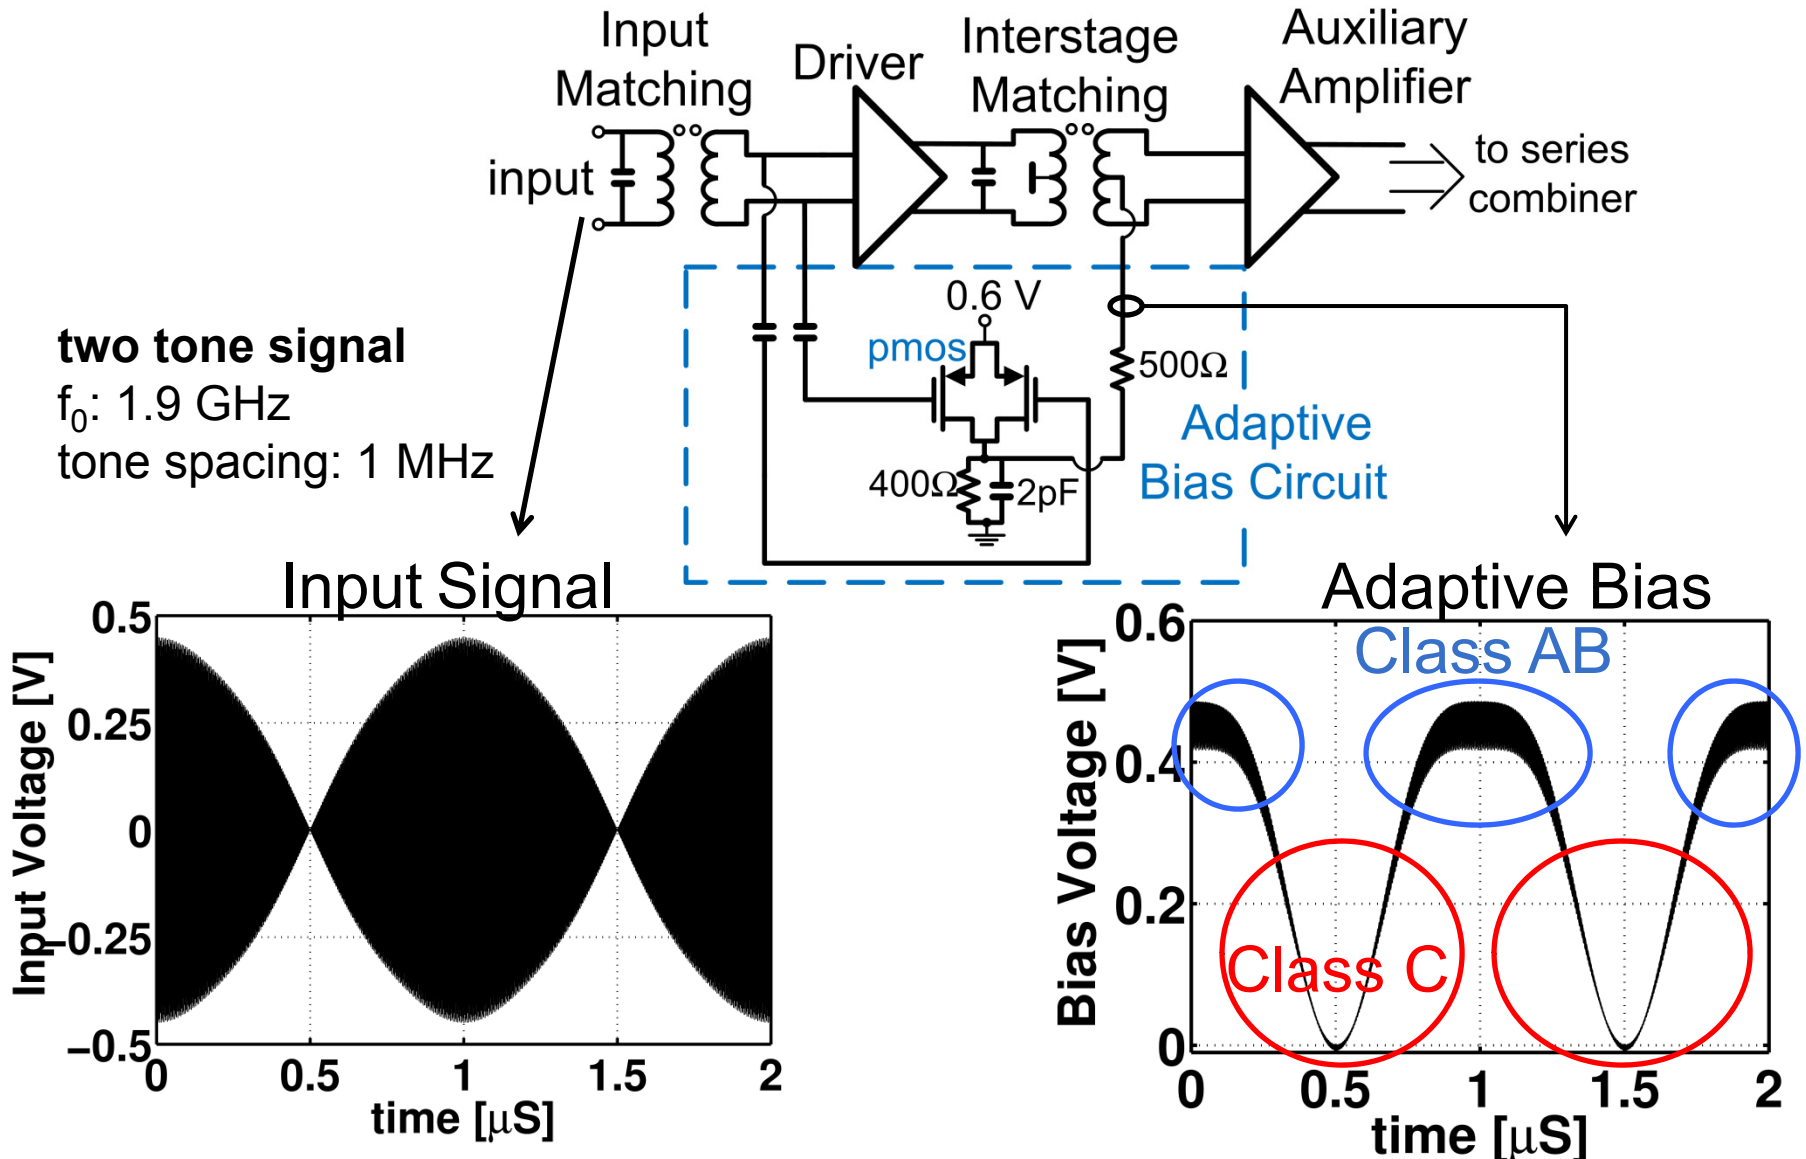 Input
Matching
Driver
Interstage
Matching
Auxiliary
Amplifier
input
to series
combiner
0.6 V
pmos
500Ω
400Ω
2pF
Adaptive
Bias Circuit
two tone signal
f₀: 1.9 GHz
tone spacing: 1 MHz
Input Signal
Input Voltage [V]
0.5
0.25
0
−0.25
−0.5
0 0.5 1 1.5 2
time [μS]
Adaptive Bias
Class AB
Class C
Bias Voltage [V]
0.6
0.4
0.2
0
0 0.5 1 1.5 2
time [μS]